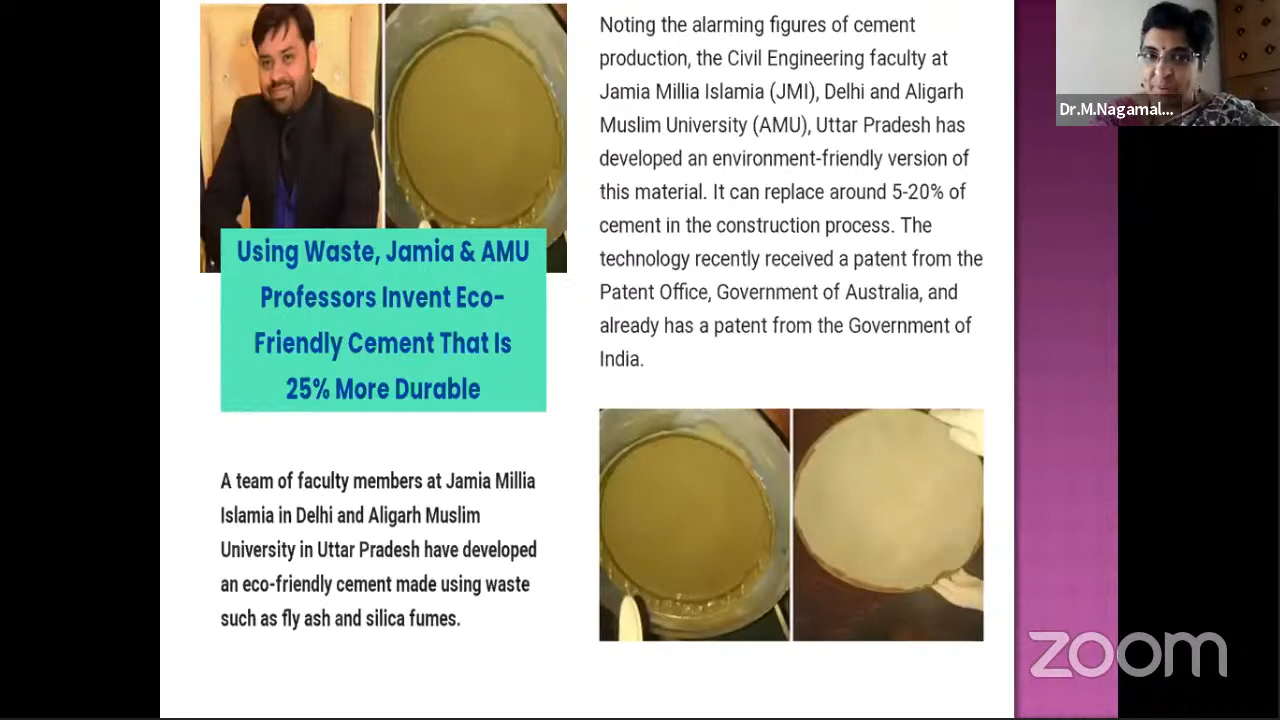 Using Waste, Jamia & AMU
Professors Invent Eco-
Friendly Cement That Is
25% More Durable
A team of faculty members at Jamia Millia
Islamia in Delhi and Aligarh Muslim
University in Uttar Pradesh have developed
an eco-friendly cement made using waste
such as fly ash and silica fumes.
Noting the alarming figures of cement
production, the Civil Engineering faculty at
Jamia Millia Islamia (JMI), Delhi and Aligarh
Muslim University (AMU), Uttar Pradesh has
developed an environment-friendly version of
this material. It can replace around 5-20% of
cement in the construction process. The
technology recently received a patent from the
Patent Office, Government of Australia, and
already has a patent from the Government of
India.
Dr.M.Nagamal...
zoom